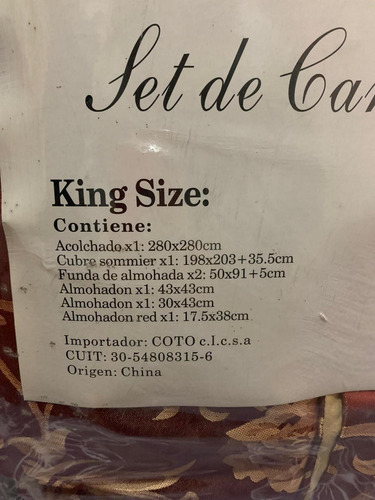 Set de
King Size:
Contiene:
Acolchado x1: 280x280cm
Cubre sommier x1: 198x203+35.5cm
Funda de almohada x2: 50x91+5cm
Almohadon x1: 43x43cm
Almohadon x1: 30x43cm
Almohadon red x1: 17.5x38cm
Importador: COTO c.l.c.s.a
CUIT: 30-54808315-6
Origen: China